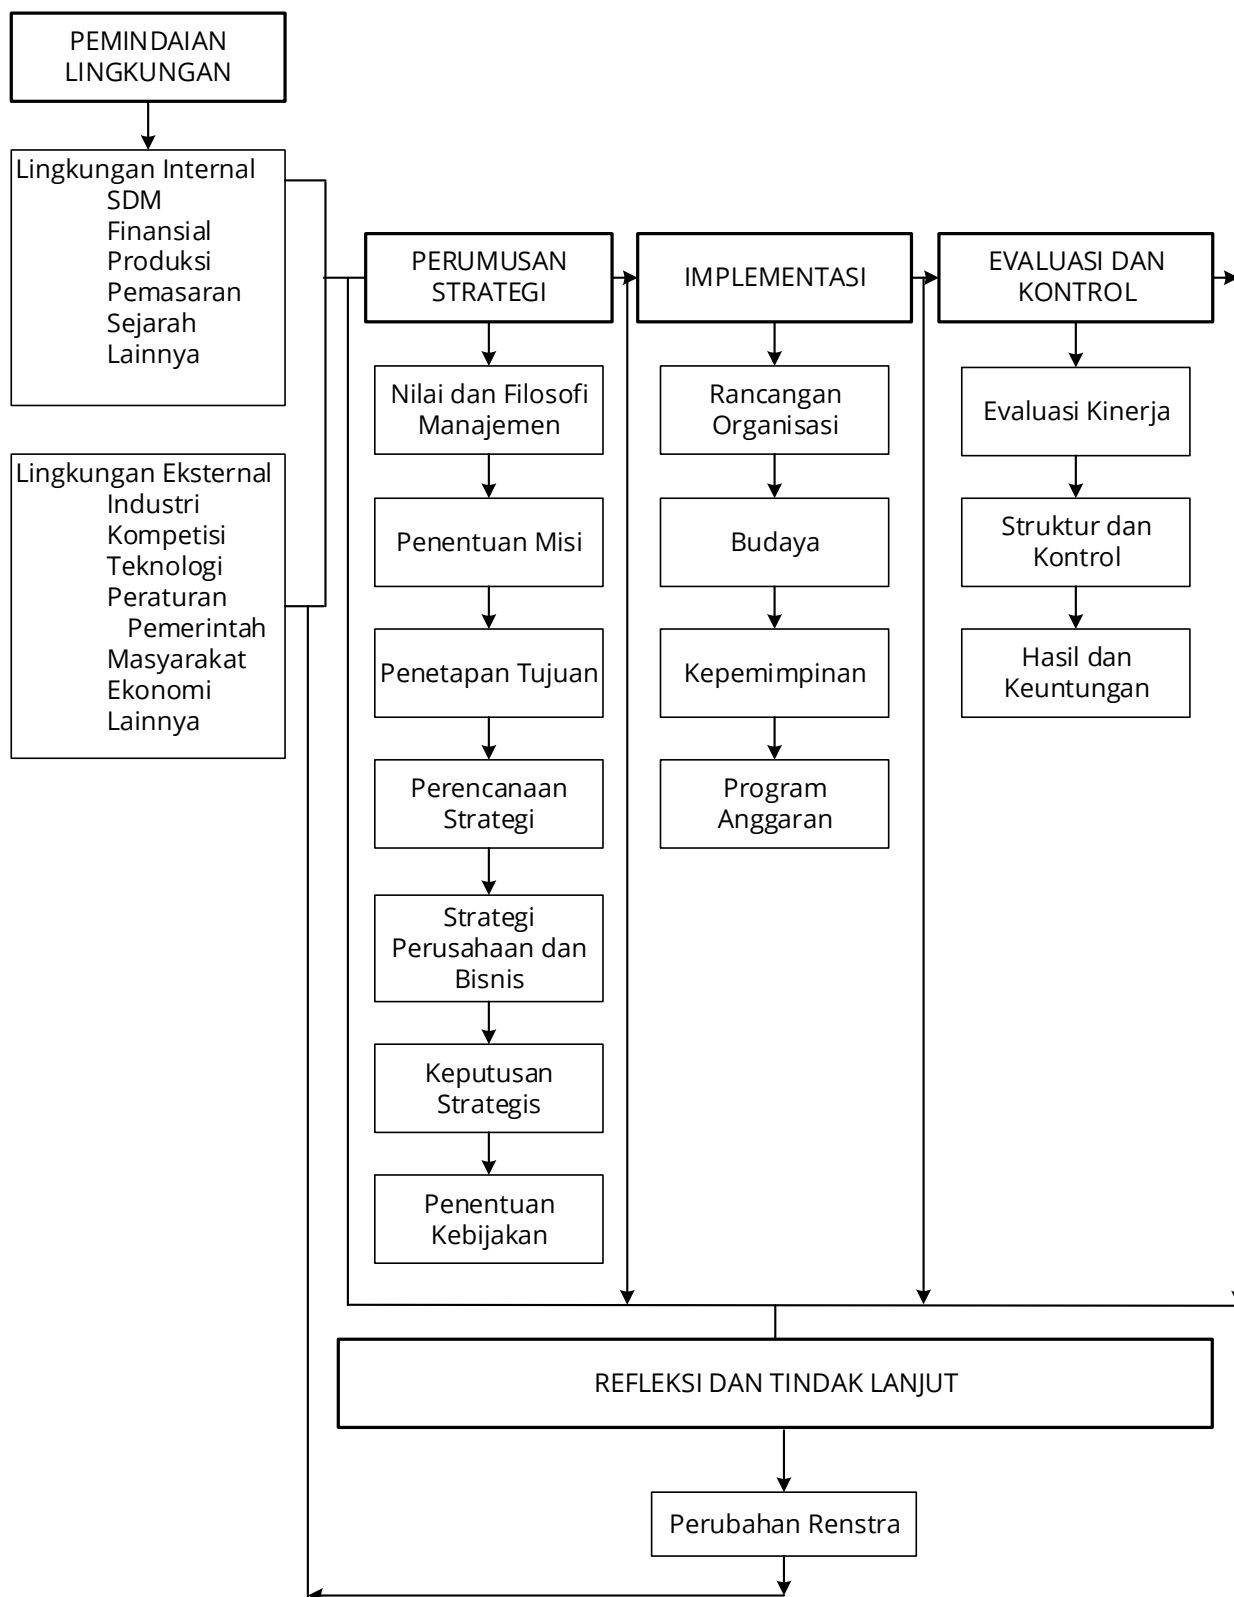 PEMINDAIAN
LINGKUNGAN
Lingkungan Internal
SDM
Finansial
Produksi
Pemasaran
Sejarah
Lainnya
Lingkungan Eksternal
Industri
Kompetisi
Teknologi
Peraturan
Pemerintah
Masyarakat
Ekonomi
Lainnya
PERUMUSAN
STRATEGI
Nilai dan Filosofi
Manajemen
Penentuan Misi
Penetapan Tujuan
Perencanaan
Strategi
Strategi
Perusahaan dan
Bisnis
Keputusan
Strategis
Penentuan
Kebijakan
IMPLEMENTASI
Rancangan
Organisasi
Budaya
Kepemimpinan
Program
Anggaran
EVALUASI DAN
KONTROL
Evaluasi Kinerja
Struktur dan
Kontrol
Hasil dan
Keuntungan
REFLEKSI DAN TINDAK LANJUT
Perubahan Renstra